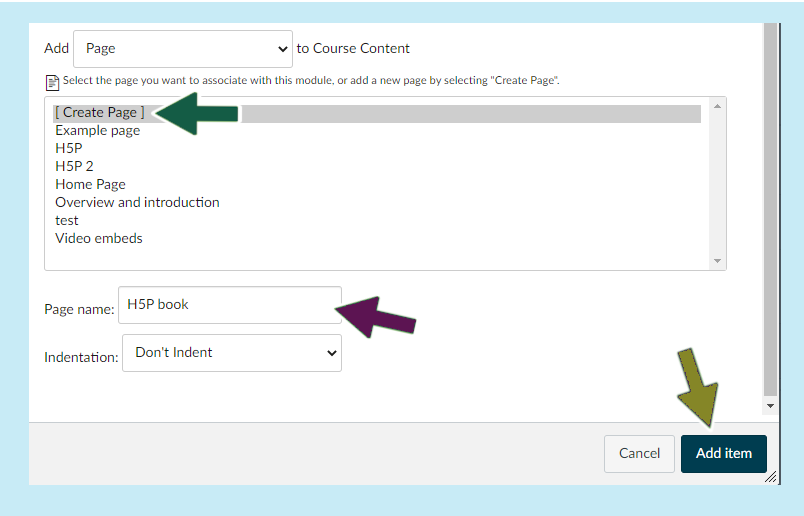 Add Page to Course Content
Select the page you want to associate with this module, or add a new page by selecting "Create Page".
[ Create Page ]
Example page
H5P
H5P 2
Home Page
Overview and introduction
test
Video embeds
Page name: H5P book
Indentation: Don't Indent
Cancel Add item